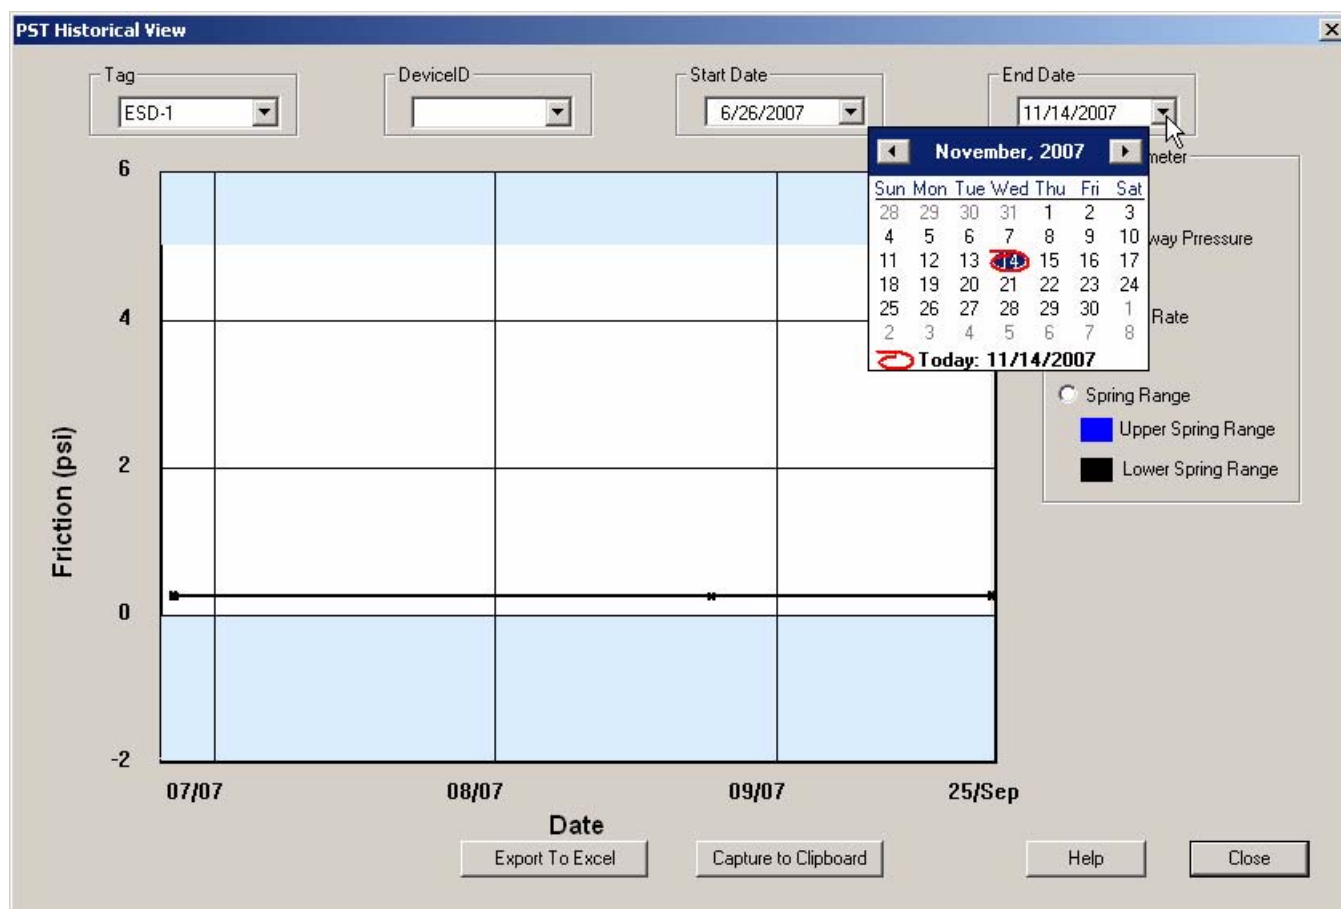 PST Historical View
Tag
DeviceID
Start Date
End Date
ESD-1
6/26/2007
11/14/2007
November, 2007
Sun Mon Tue Wed Thu Fri Sat
28 29 30 31 1 2 3
4 5 6 7 8 9 10
11 12 13 14 15 16 17
18 19 20 21 22 23 24
25 26 27 28 29 30 1
2 3 4 5 6 7 8
Today: 11/14/2007
meter
way Prressure
Rate
Spring Range
Upper Spring Range
Lower Spring Range
Friction (psi)
6
4
2
0
-2
07/07 08/07 09/07 25/Sep
Date
Export To Excel
Capture to Clipboard
Help
Close